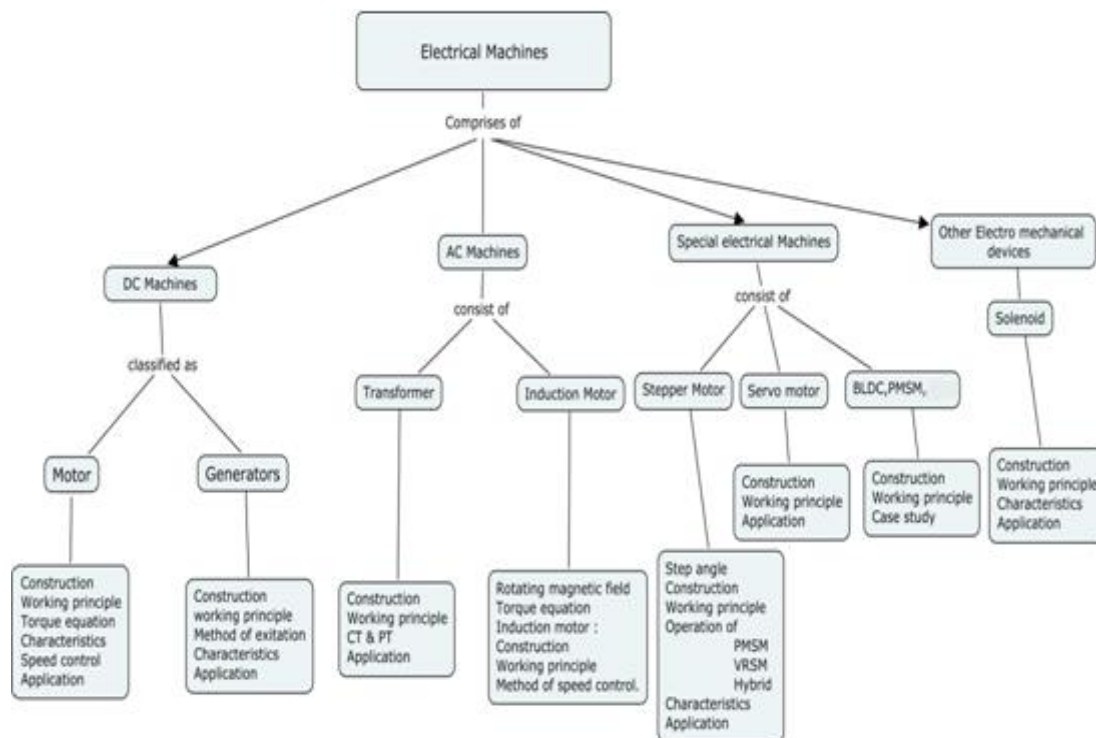 Electrical Machines
Comprises of
DC Machines
AC Machines
Special electrical Machines
Other Electro mechanical
devices
classified as
consist of
consist of
Solenoid
Motor
Generators
Transformer
Induction Motor
Stepper Motor
Servo motor
BLDC,PMSM,
Construction
Working principle
Torque equation
Characteristics
Speed control
Application
Construction
working principle
Method of exitation
Characteristics
Application
Construction
Working principle
CT & PT
Application
Rotating magnetic field
Torque equation
Induction motor :
Construction
Working principle
Method of speed control.
Step angle
Construction
Working principle
Operation of
PMSM
VRSM
Hybrid
Characteristics
Application
Construction
Working principle
Application
Construction
Working principle
Case study
Construction
Working principle
Characteristics
Application